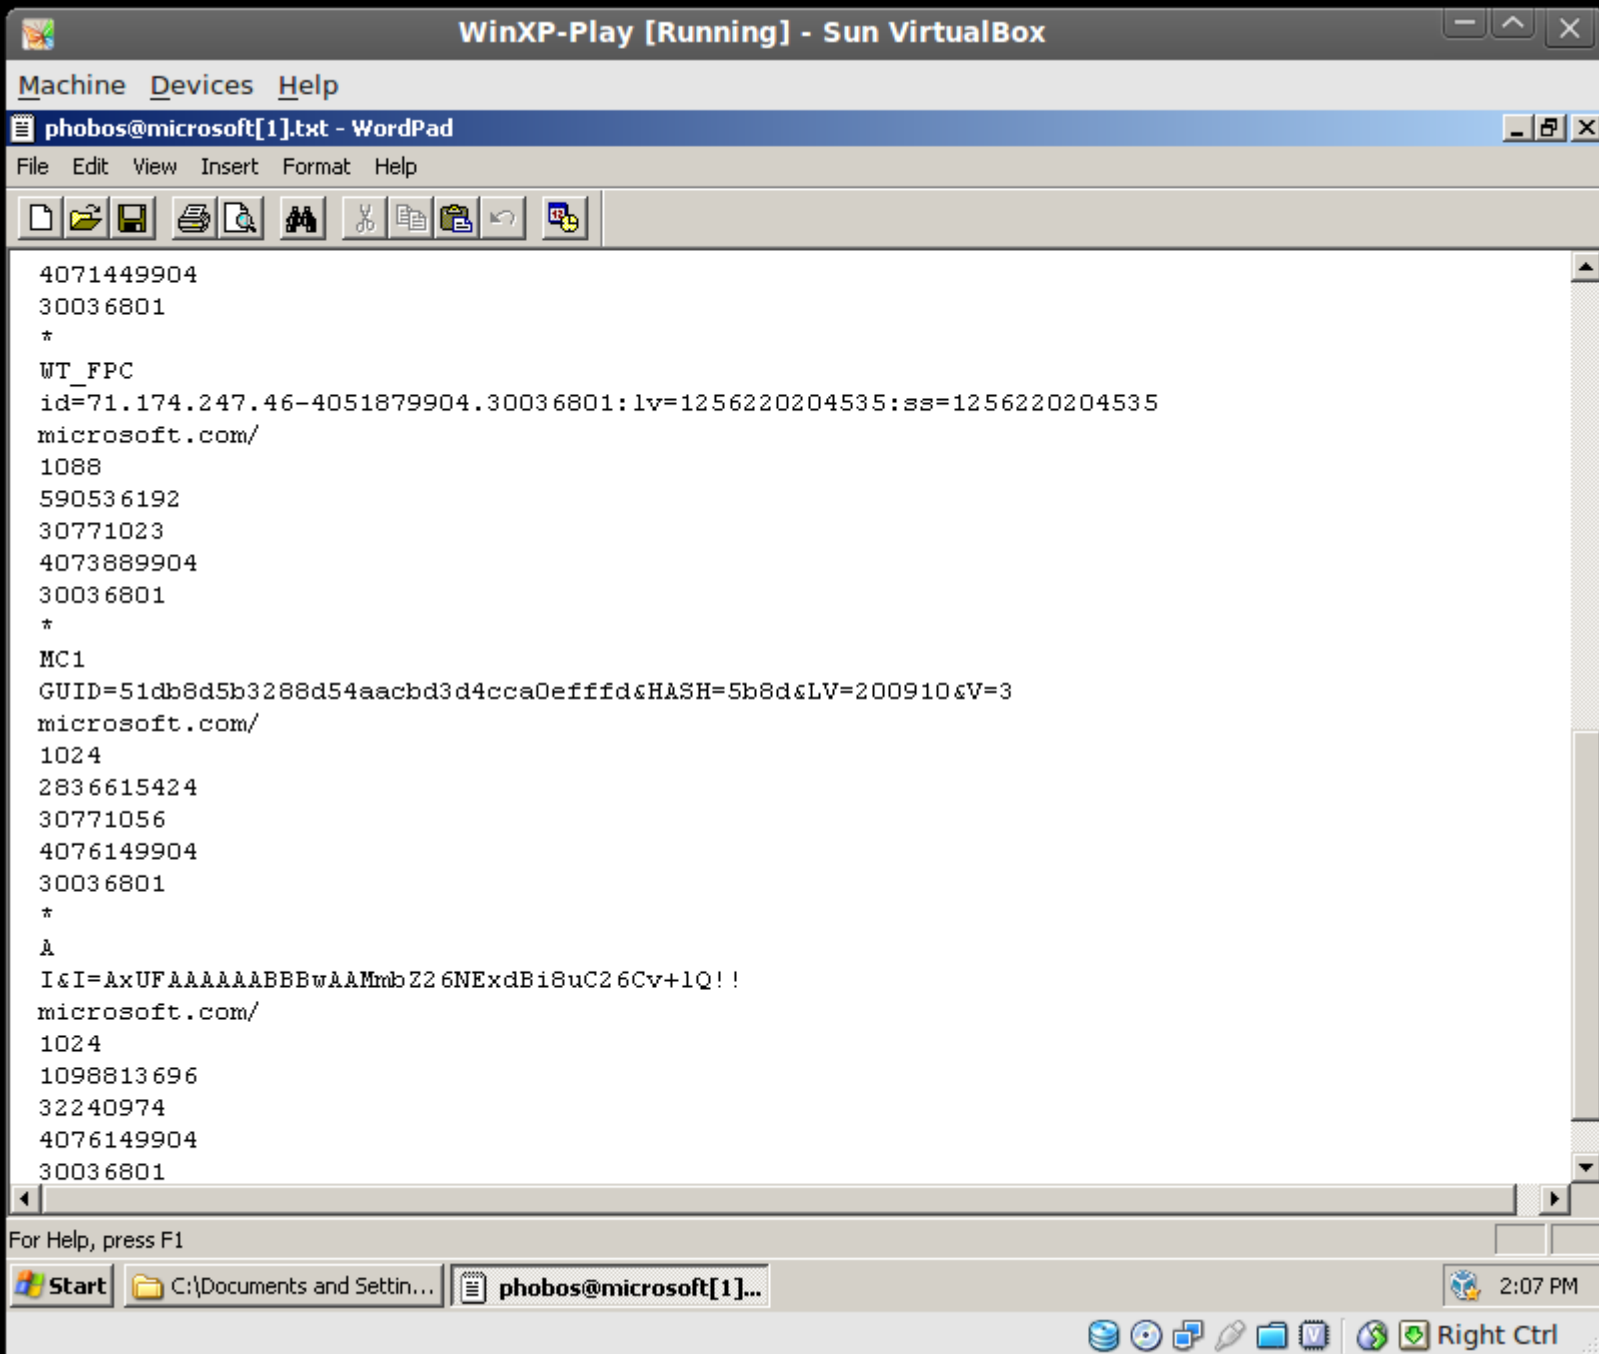 WinXP-Play [Running] - Sun VirtualBox
Machine Devices Help
phobos@microsoft[1].txt - WordPad
File Edit View Insert Format Help
4071449904
30036801
*
WT_FPC
id=71.174.247.46-4051879904.30036801:lv=1256220204535:ss=1256220204535
microsoft.com/
1088
590536192
30771023
4073889904
30036801
*
MC1
GUID=51db8d5b3288d54aacbd3d4cca0efffd&HASH=5b8d&LV=200910&V=3
microsoft.com/
1024
2836615424
30771056
4076149904
30036801
*
A
I&I=AxUFAAAAAABBBwAAMmbZ26NExdBi8uC26Cv+lQ!!
microsoft.com/
1024
1098813696
32240974
4076149904
30036801
For Help, press F1
Start C:\Documents and Settin... phobos@microsoft[1]... 2:07 PM
Right Ctrl